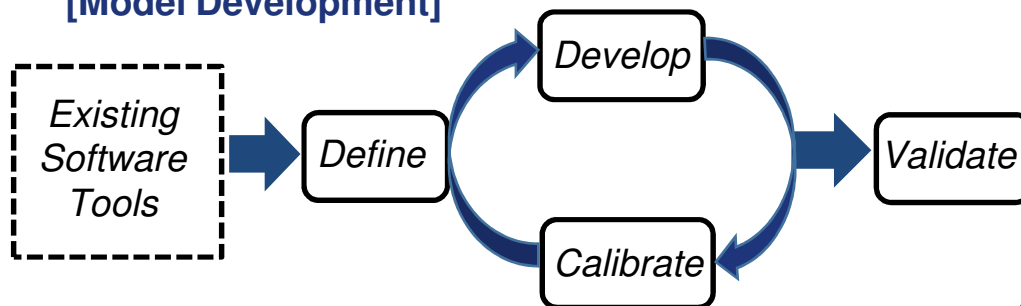 [Model Development]
Develop
Existing
Software
Tools
Define
Validate
Calibrate